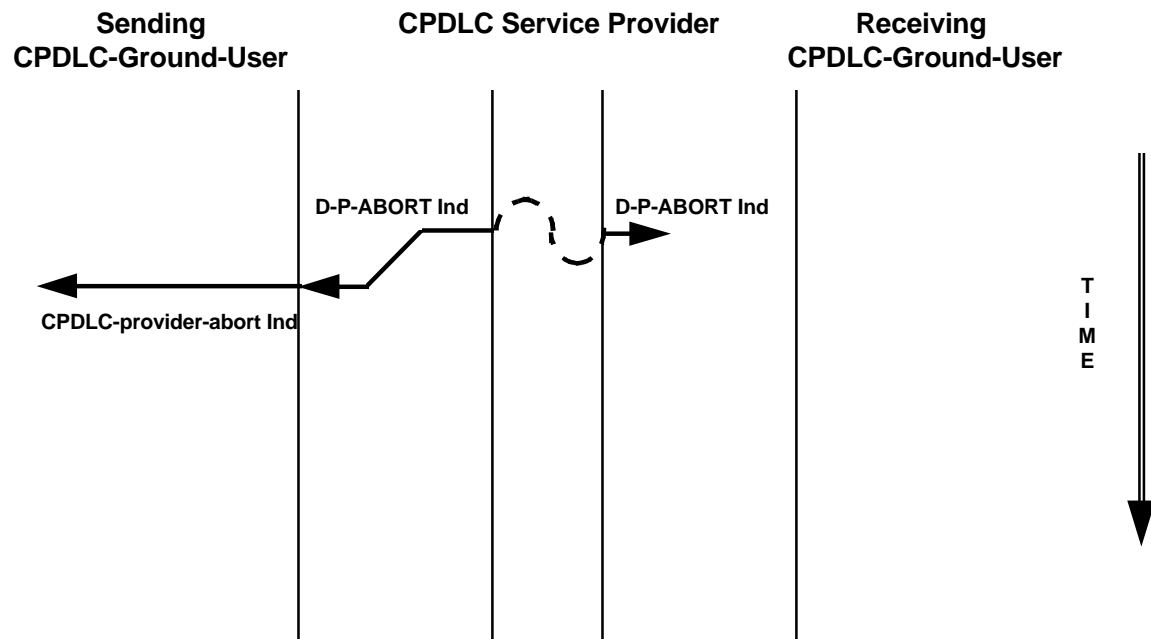 Sending
CPDLC-Ground-User
CPDLC Service Provider
Receiving
CPDLC-Ground-User
D-P-ABORT Ind
D-P-ABORT Ind
CPDLC-provider-abort Ind
T
I
M
E